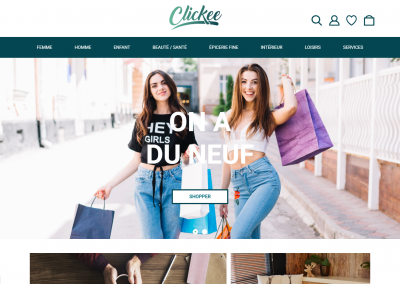 Clickee
FEMME HOMME ENFANT BEAUTÉ / SANTÉ ÉPICERIE FINE INTÉRIEUR LOISIRS SERVICES
HEY
GIRLS
ON A
DU NEUF
SHOPPER